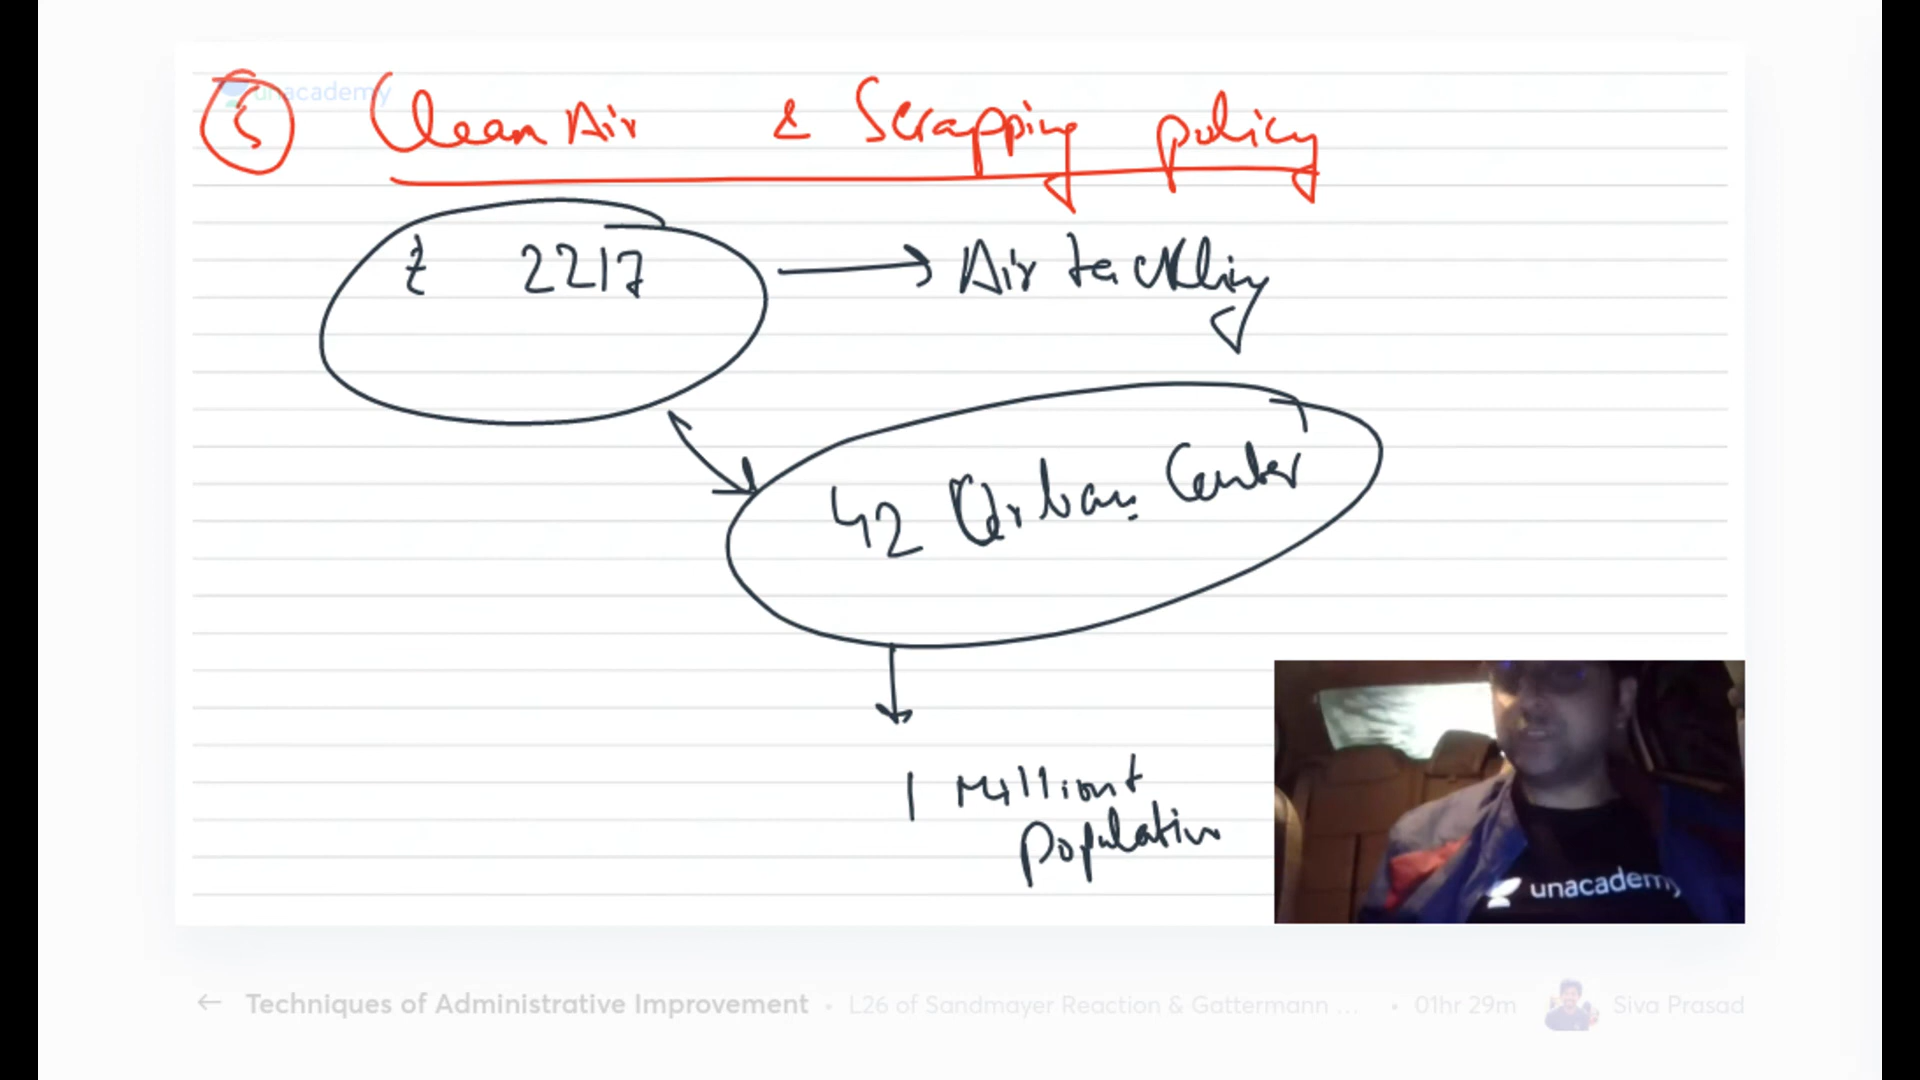 unacademy
5 Clean Air & Scrapping policy
₹ 2217 → Air tackling
42 Urban Center
1 Million+
Population
unacademy
← Techniques of Administrative Improvement • L26 of Sandmayer Reaction & Gattermann ... • 01hr 29m Siva Prasad